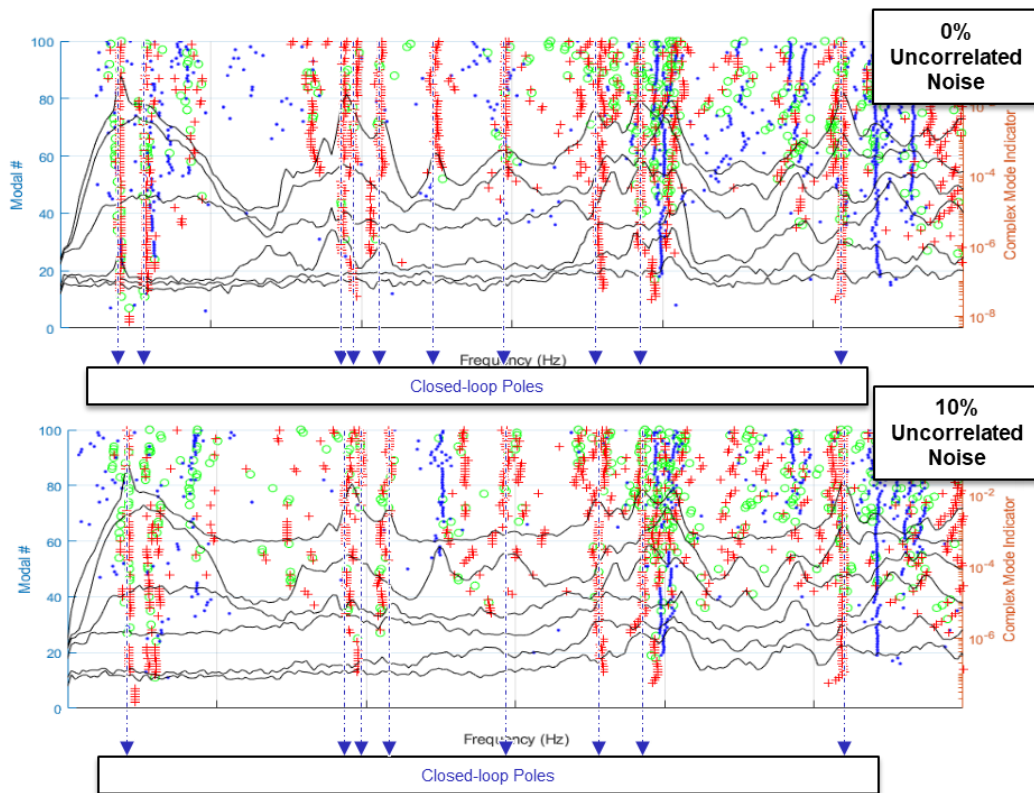 0%
Uncorrelated
Noise
100
80
60
40
20
0
Modal #
10^-4
10^-6
10^-8
Complex Mode Indicator
Frequency (Hz)
Closed-loop Poles
10%
Uncorrelated
Noise
100
80
60
40
20
0
Modal #
10^-2
10^-4
10^-6
Complex Mode Indicator
Frequency (Hz)
Closed-loop Poles